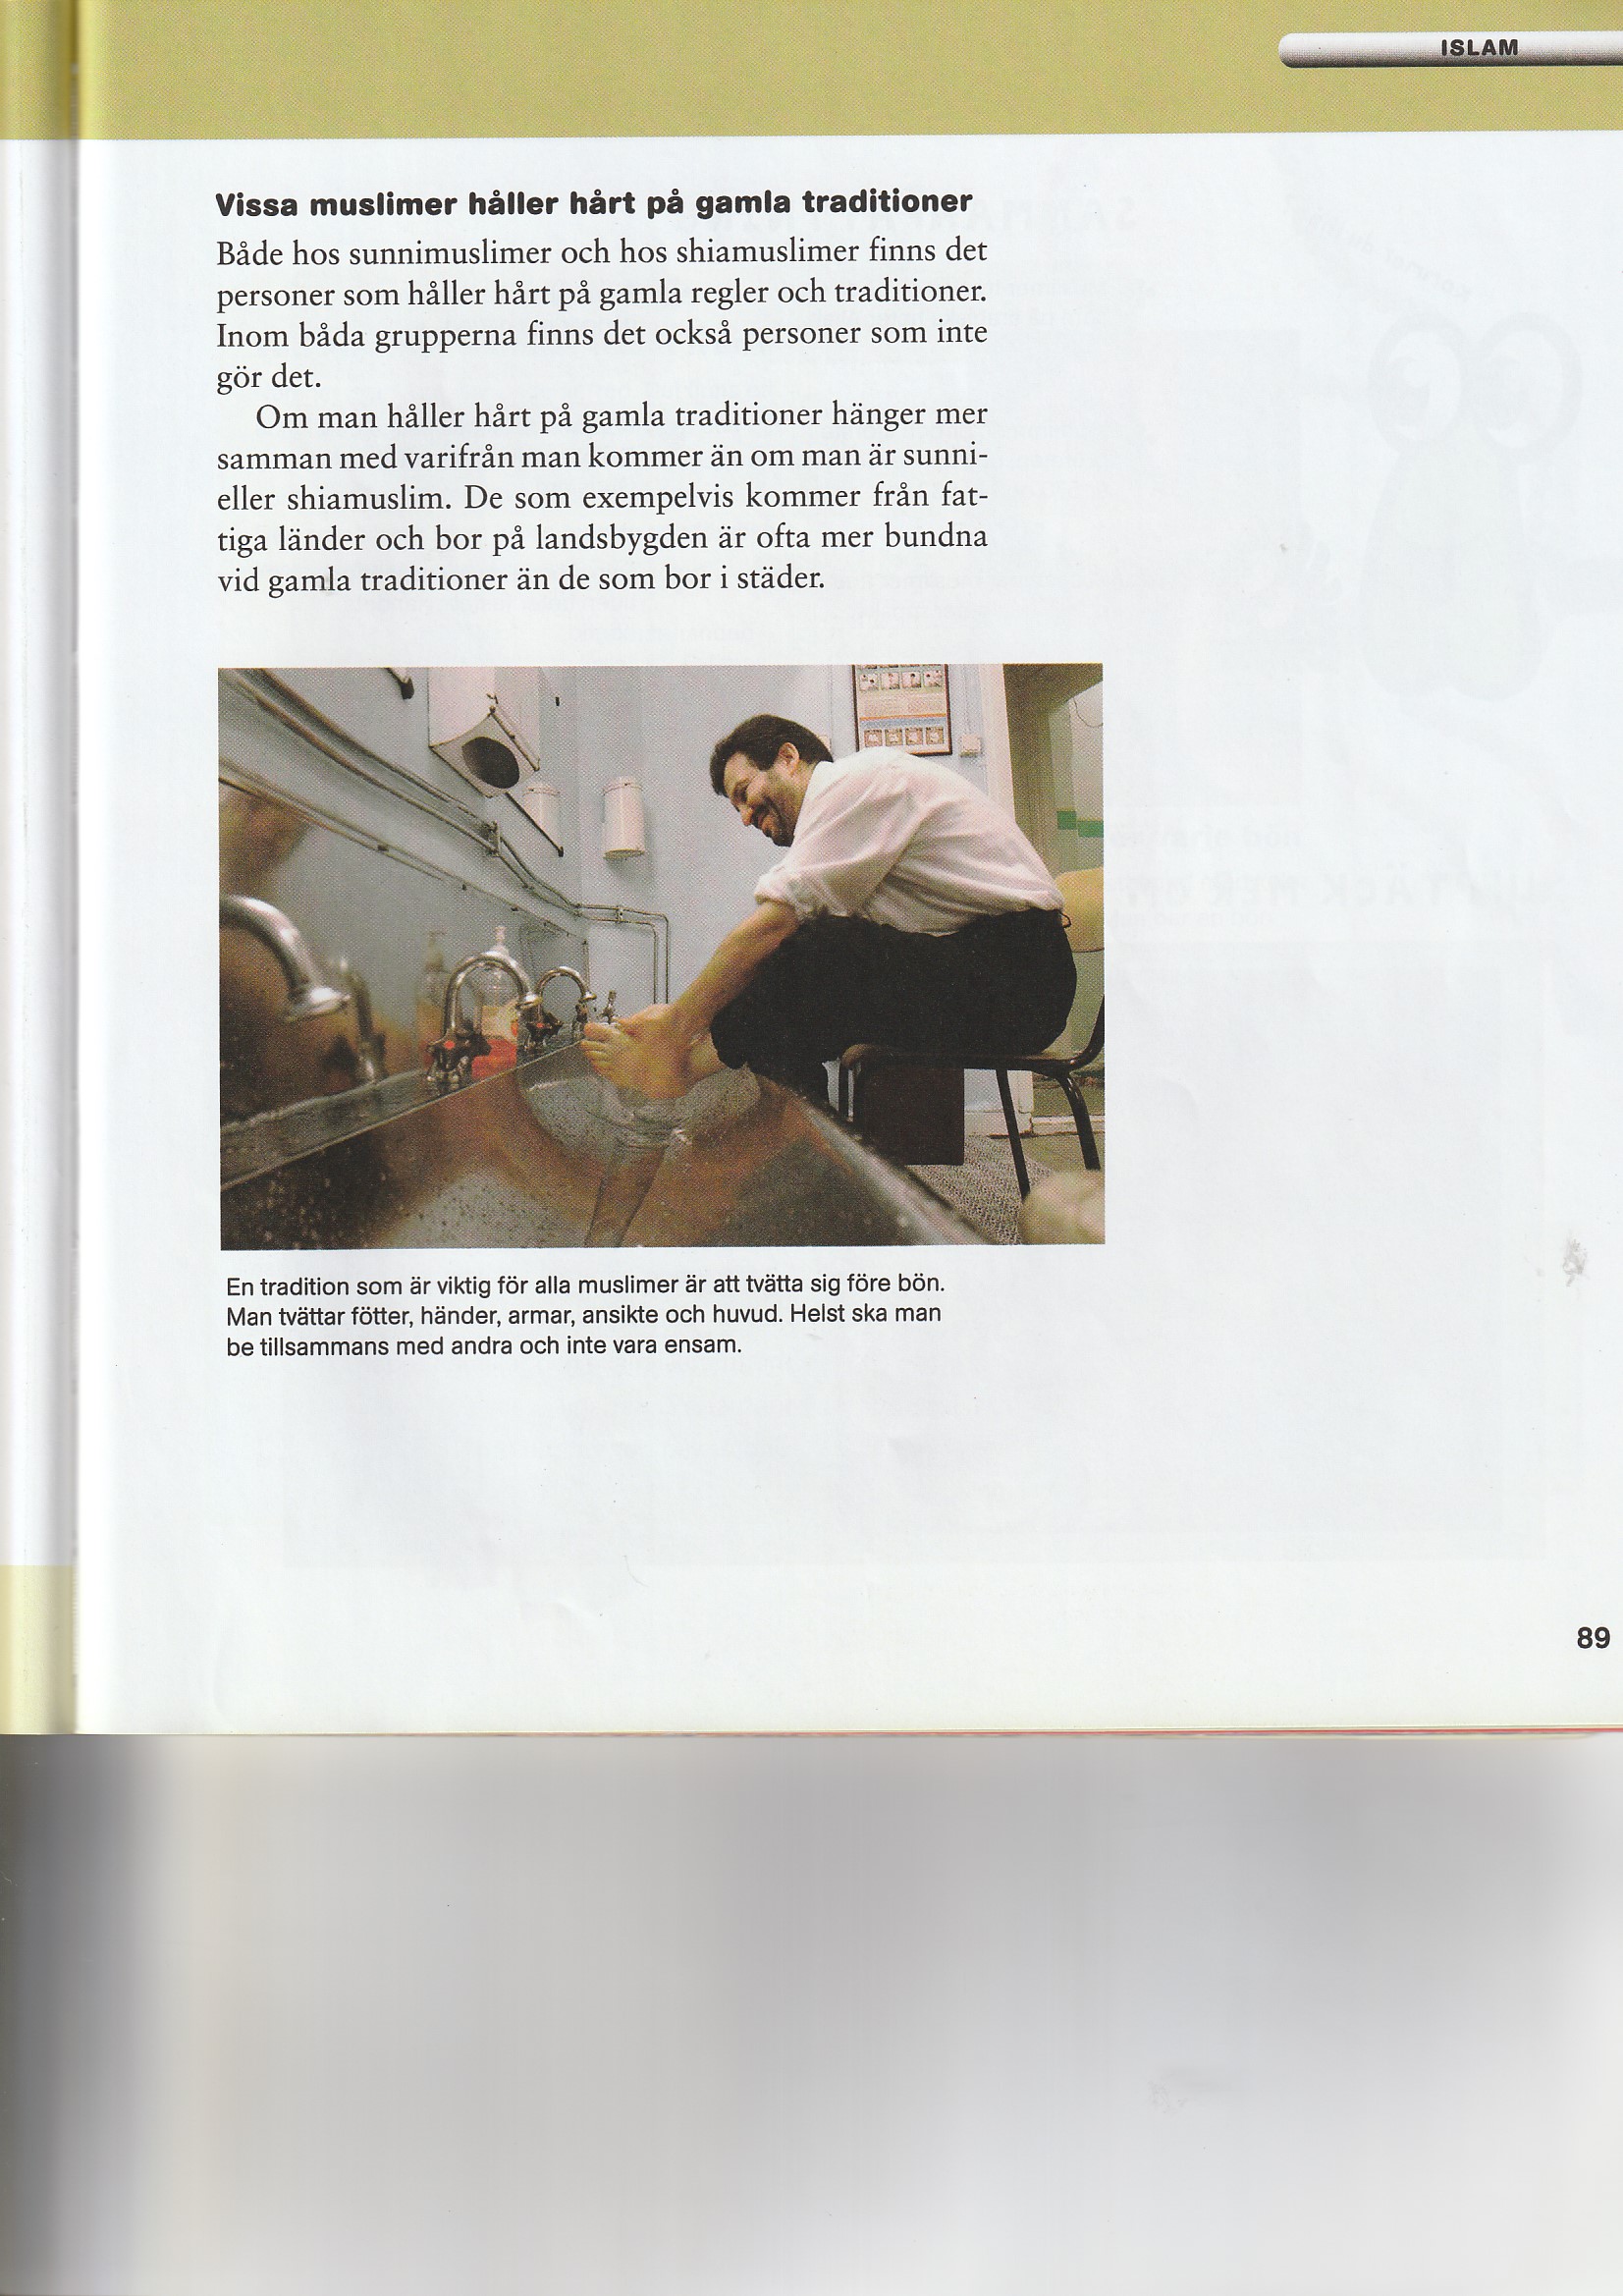 ISLAM
Vissa muslimer håller hårt på gamla traditioner
Både hos sunnimuslimer och hos shiamuslimer finns det
personer som håller hårt på gamla regler och traditioner.
Inom båda grupperna finns det också personer som inte
gör det.
Om man håller hårt på gamla traditioner hänger mer
samman med varifrån man kommer än om man är sunni-
eller shiamuslim. De som exempelvis kommer från fat-
tiga länder och bor på landsbygden är ofta mer bundna
vid gamla traditioner än de som bor i städer.
En tradition som är viktig för alla muslimer är att tvätta sig före bön.
Man tvättar fötter, händer, armar, ansikte och huvud. Helst ska man
be tillsammans med andra och inte vara ensam.
89